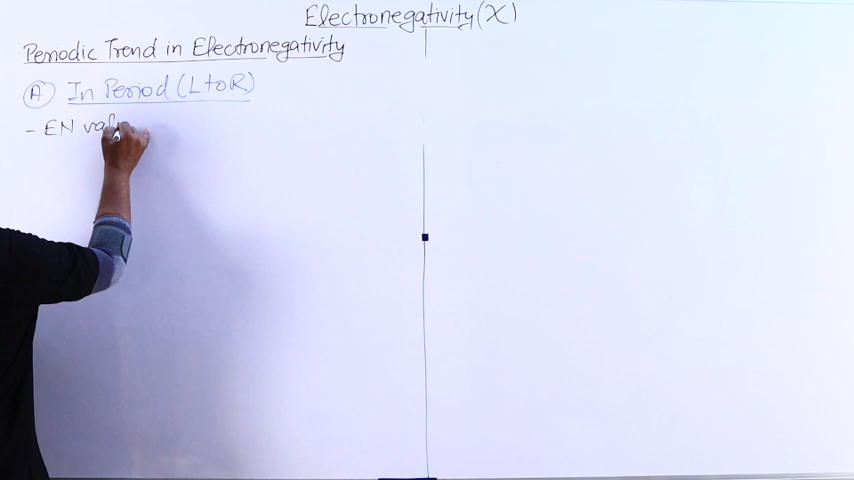 Electronegativity (X)
Periodic Trend in Electronegativity
A In Period (L to R)
- EN val